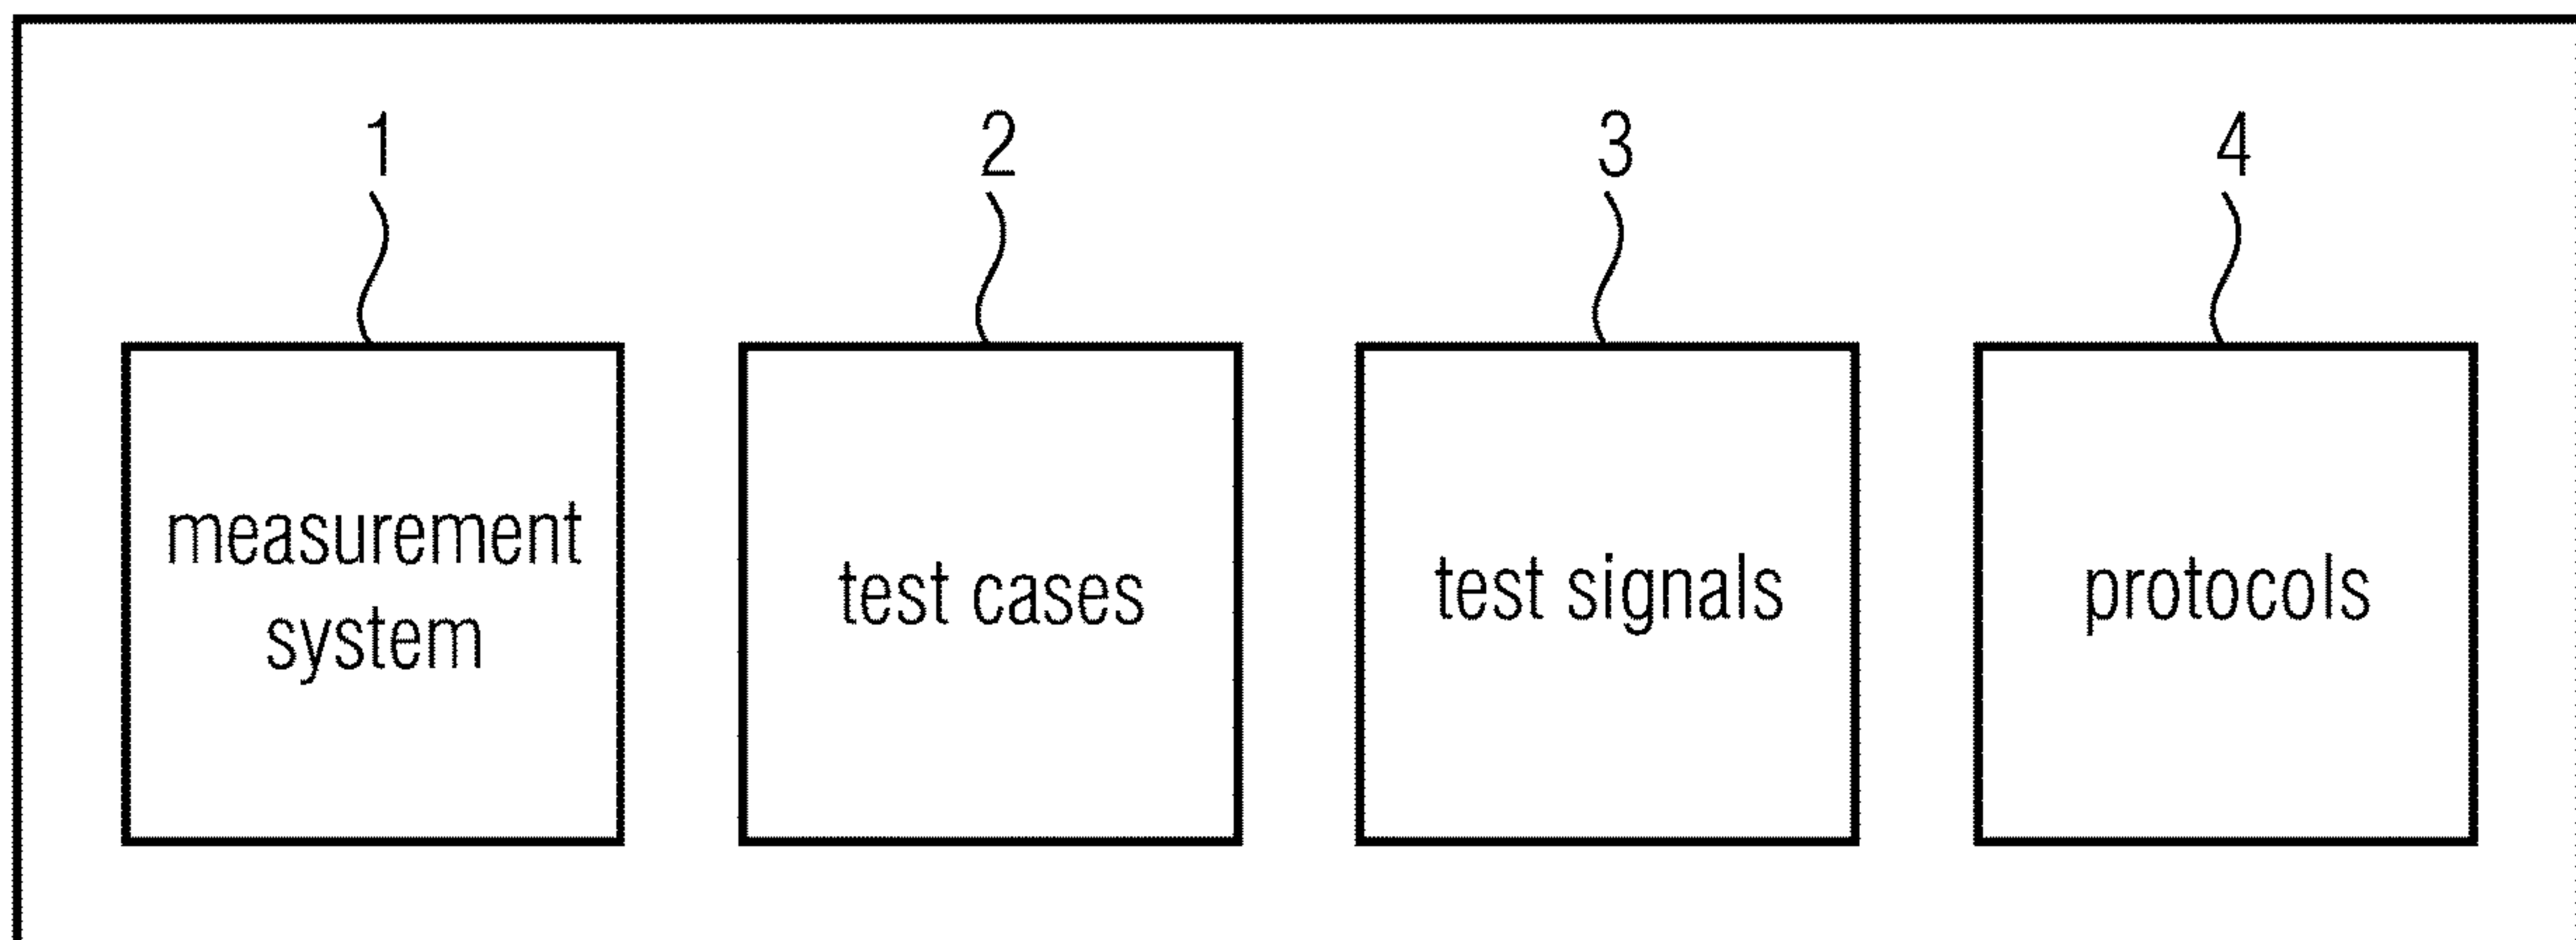 1 2 3 4
measurement
system
test cases
test signals
protocols